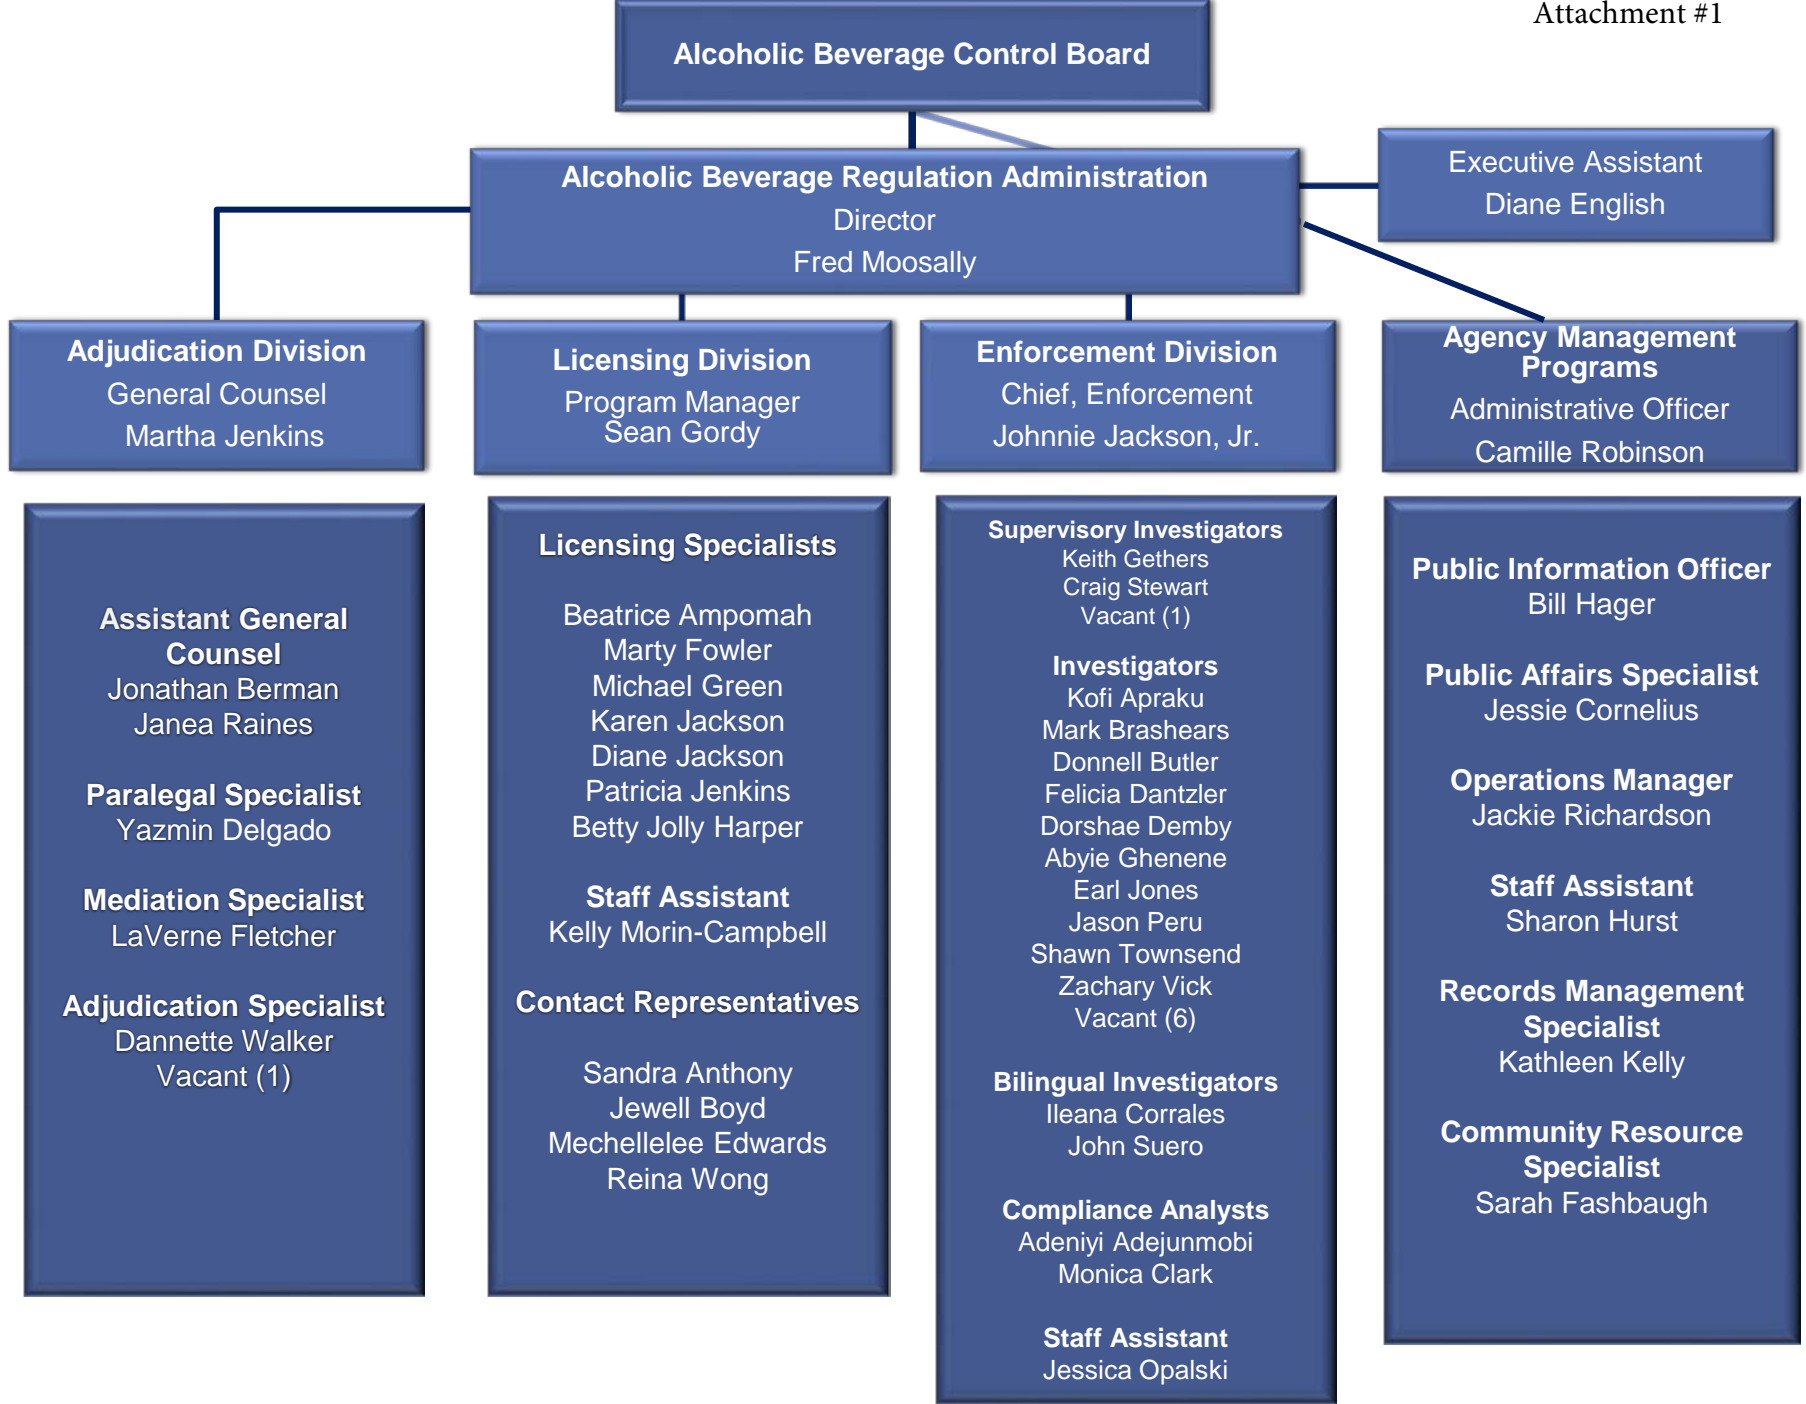 Attachment #1
Alcoholic Beverage Control Board
Alcoholic Beverage Regulation Administration
Director
Fred Moosally
Executive Assistant
Diane English
Adjudication Division
General Counsel
Martha Jenkins
Licensing Division
Program Manager
Sean Gordy
Enforcement Division
Chief, Enforcement
Johnnie Jackson, Jr.
Agency Management
Programs
Administrative Officer
Camille Robinson
Assistant General
Counsel
Jonathan Berman
Janea Raines
Paralegal Specialist
Yazmin Delgado
Mediation Specialist
LaVerne Fletcher
Adjudication Specialist
Dannette Walker
Vacant (1)
Licensing Specialists
Beatrice Ampomah
Marty Fowler
Michael Green
Karen Jackson
Diane Jackson
Patricia Jenkins
Betty Jolly Harper
Staff Assistant
Kelly Morin-Campbell
Contact Representatives
Sandra Anthony
Jewell Boyd
Mechellelee Edwards
Reina Wong
Supervisory Investigators
Keith Gethers
Craig Stewart
Vacant (1)
Investigators
Kofi Apraku
Mark Brashears
Donnell Butler
Felicia Dantzler
Dorshae Demby
Abyie Ghenene
Earl Jones
Jason Peru
Shawn Townsend
Zachary Vick
Vacant (6)
Bilingual Investigators
Ileana Corrales
John Suero
Compliance Analysts
Adeniyi Adejunmobi
Monica Clark
Staff Assistant
Jessica Opalski
Public Information Officer
Bill Hager
Public Affairs Specialist
Jessie Cornelius
Operations Manager
Jackie Richardson
Staff Assistant
Sharon Hurst
Records Management
Specialist
Kathleen Kelly
Community Resource
Specialist
Sarah Fashbaugh